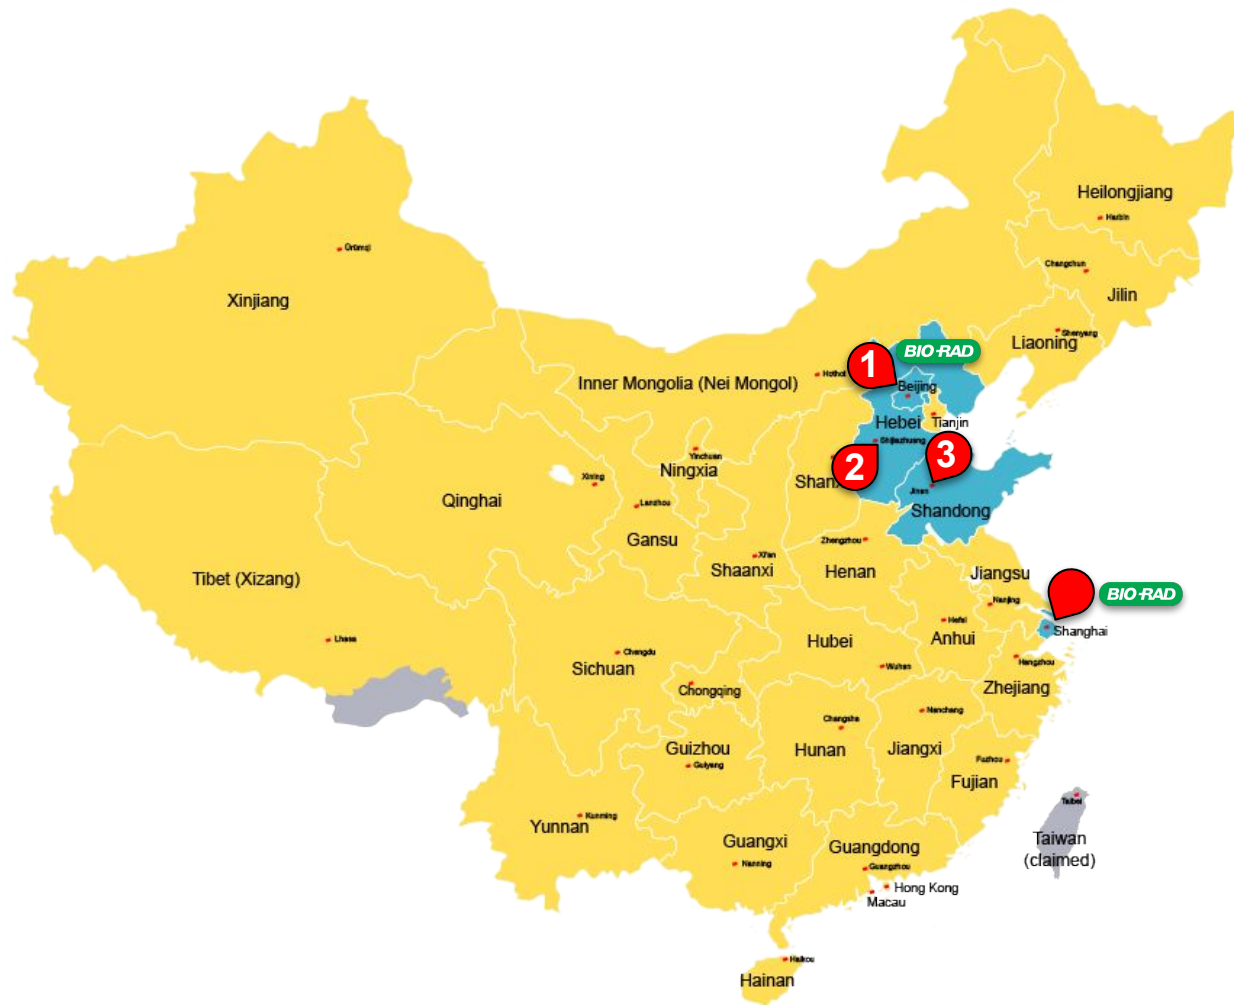 Heilongjiang
Harbin
Ürümqi
Changchun
Xinjiang
Jilin
Shenyang
Liaoning
1
BIO-RAD
Hothot
Inner Mongolia (Nei Mongol)
Beijing
Hebei
Tianjin
Shijiazhuang
Yinchuan
2
3
Ningxia
Xining
Shanx
Jinan
Qinghai
Lanzhou
Shandong
Gansu
Zhengzhou
Xi'an
Shaanxi
Henan
Jiangsu
Tibet (Xizang)
BIO-RAD
Nanjing
Hefei
Shanghai
Lhasa
Hubei
Anhui
Chengdu
Sichuan
Wuhan
Hangzhou
Zhejiang
Chongqing
Nanchang
Changsha
Guizhou
Hunan
Jiangxi
Guiyang
Fuzhou
Fujian
Taibei
Kunming
Yunnan
Guangxi
Guangdong
Taiwan
(claimed)
Nanning
Guangzhou
Hong Kong
Macau
Haikou
Hainan